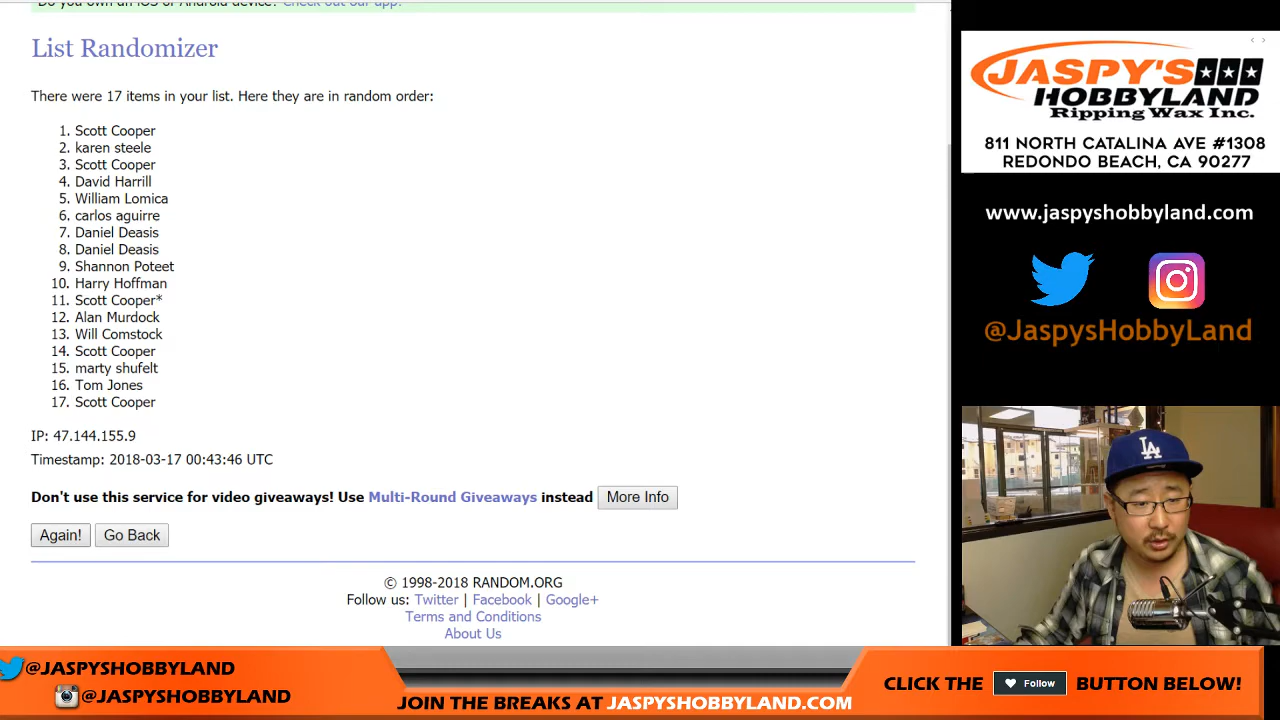 Do you own an iOS or Android device? Check out our app!
List Randomizer
There were 17 items in your list. Here they are in random order:
1. Scott Cooper
2. karen steele
3. Scott Cooper
4. David Harrill
5. William Lomica
6. carlos aguirre
7. Daniel Deasis
8. Daniel Deasis
9. Shannon Poteet
10. Harry Hoffman
11. Scott Cooper*
12. Alan Murdock
13. Will Comstock
14. Scott Cooper
15. marty shufelt
16. Tom Jones
17. Scott Cooper
IP: 47.144.155.9
Timestamp: 2018-03-17 00:43:46 UTC
Don't use this service for video giveaways! Use Multi-Round Giveaways instead More Info
Again! Go Back
© 1998-2018 RANDOM.ORG
Follow us: Twitter | Facebook | Google+
Terms and Conditions
About Us
JASPY'S
HOBBYLAND
Ripping Wax Inc.
811 NORTH CATALINA AVE #1308
REDONDO BEACH, CA 90277
www.jaspyshobbyland.com
@JaspysHobbyLand
LA
@JASPYSHOBBYLAND
@JASPYSHOBBYLAND
JOIN THE BREAKS AT JASPYSHOBBYLAND.COM
CLICK THE Follow BUTTON BELOW!